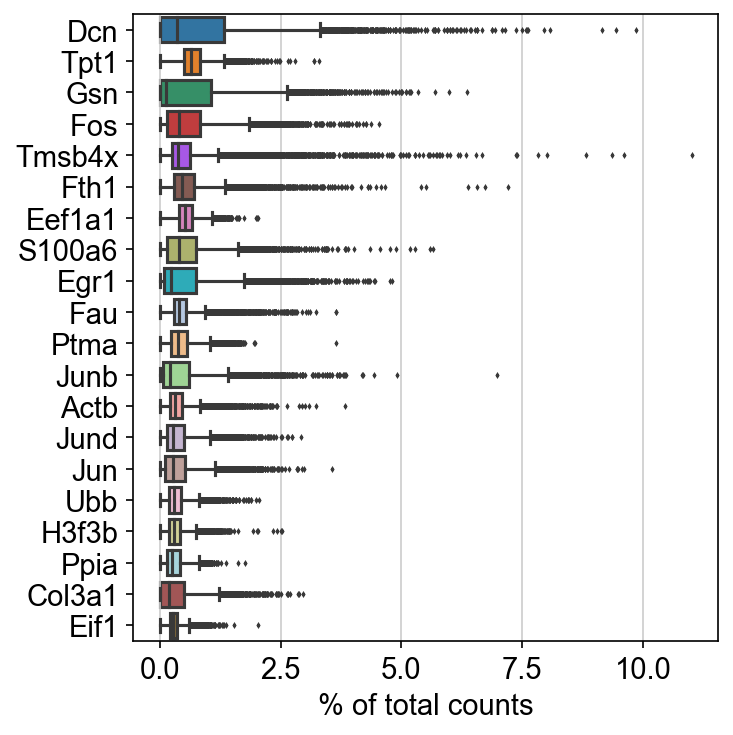 Dcn
Tpt1
Gsn
Fos
Tmsb4x
Fth1
Eef1a1
S100a6
Egr1
Fau
Ptma
Junb
Actb
Jund
Jun
Ubb
H3f3b
Ppia
Col3a1
Eif1
0.0 2.5 5.0 7.5 10.0
% of total counts